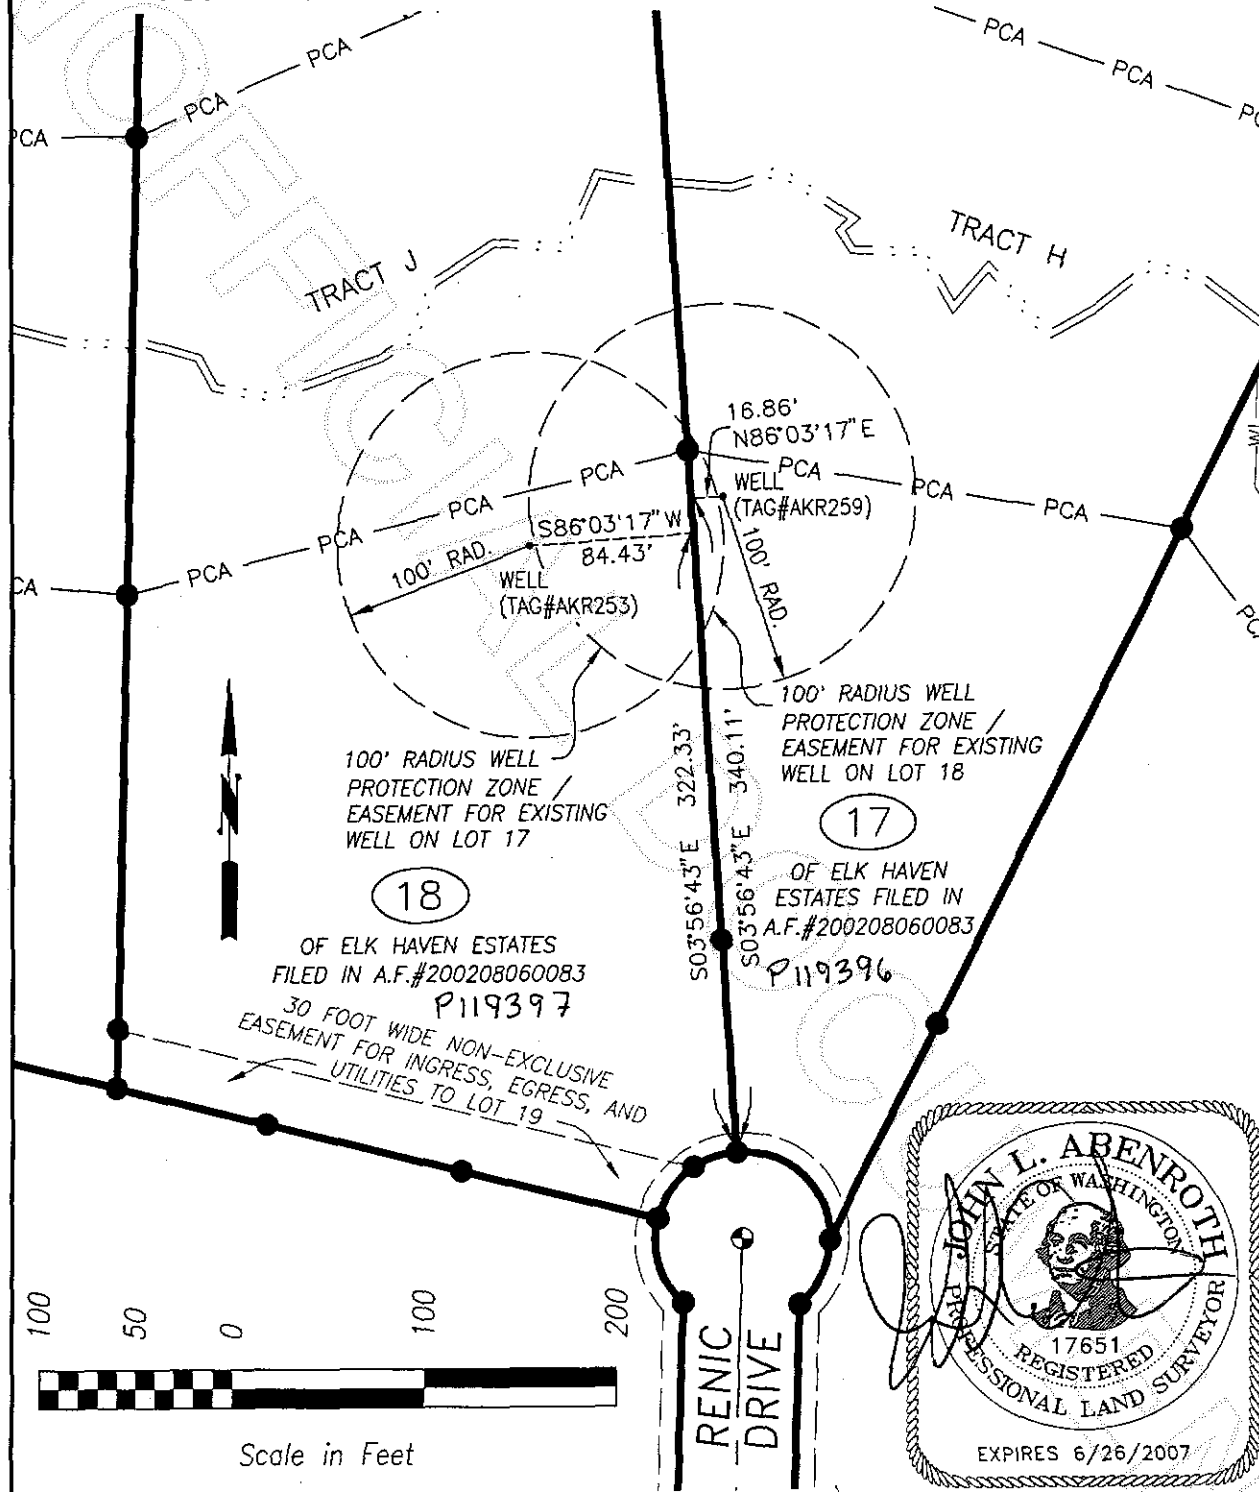 PCA
PCA
PCA
PCA
PCA
TRACT J
TRACT H
16.86'
N86°03'17"E
WELL
(TAG#AKR259)
PCA
PCA
PCA
PCA
PCA
PCA
PCA
PCA
S86°03'17"W
84.43'
100' RAD.
WELL
(TAG#AKR253)
100' RAD.
100' RADIUS WELL
PROTECTION ZONE /
EASEMENT FOR EXISTING
WELL ON LOT 18
100' RADIUS WELL
PROTECTION ZONE /
EASEMENT FOR EXISTING
WELL ON LOT 17
S03°56'43"E 322.33'
S03°56'43"E 340.11'
N
17
OF ELK HAVEN
ESTATES FILED IN
A.F.#200208060083
P119396
18
OF ELK HAVEN ESTATES
FILED IN A.F.#200208060083
P119397
30 FOOT WIDE NON-EXCLUSIVE
EASEMENT FOR INGRESS, EGRESS, AND
UTILITIES TO LOT 19
100 50 0 100 200
Scale in Feet
RENIC
DRIVE
JOHN L. ABENROTH
STATE OF WASHINGTON
17651
REGISTERED
PROFESSIONAL LAND SURVEYOR
EXPIRES 6/26/2007
UNOFFICIAL DOCUMENT